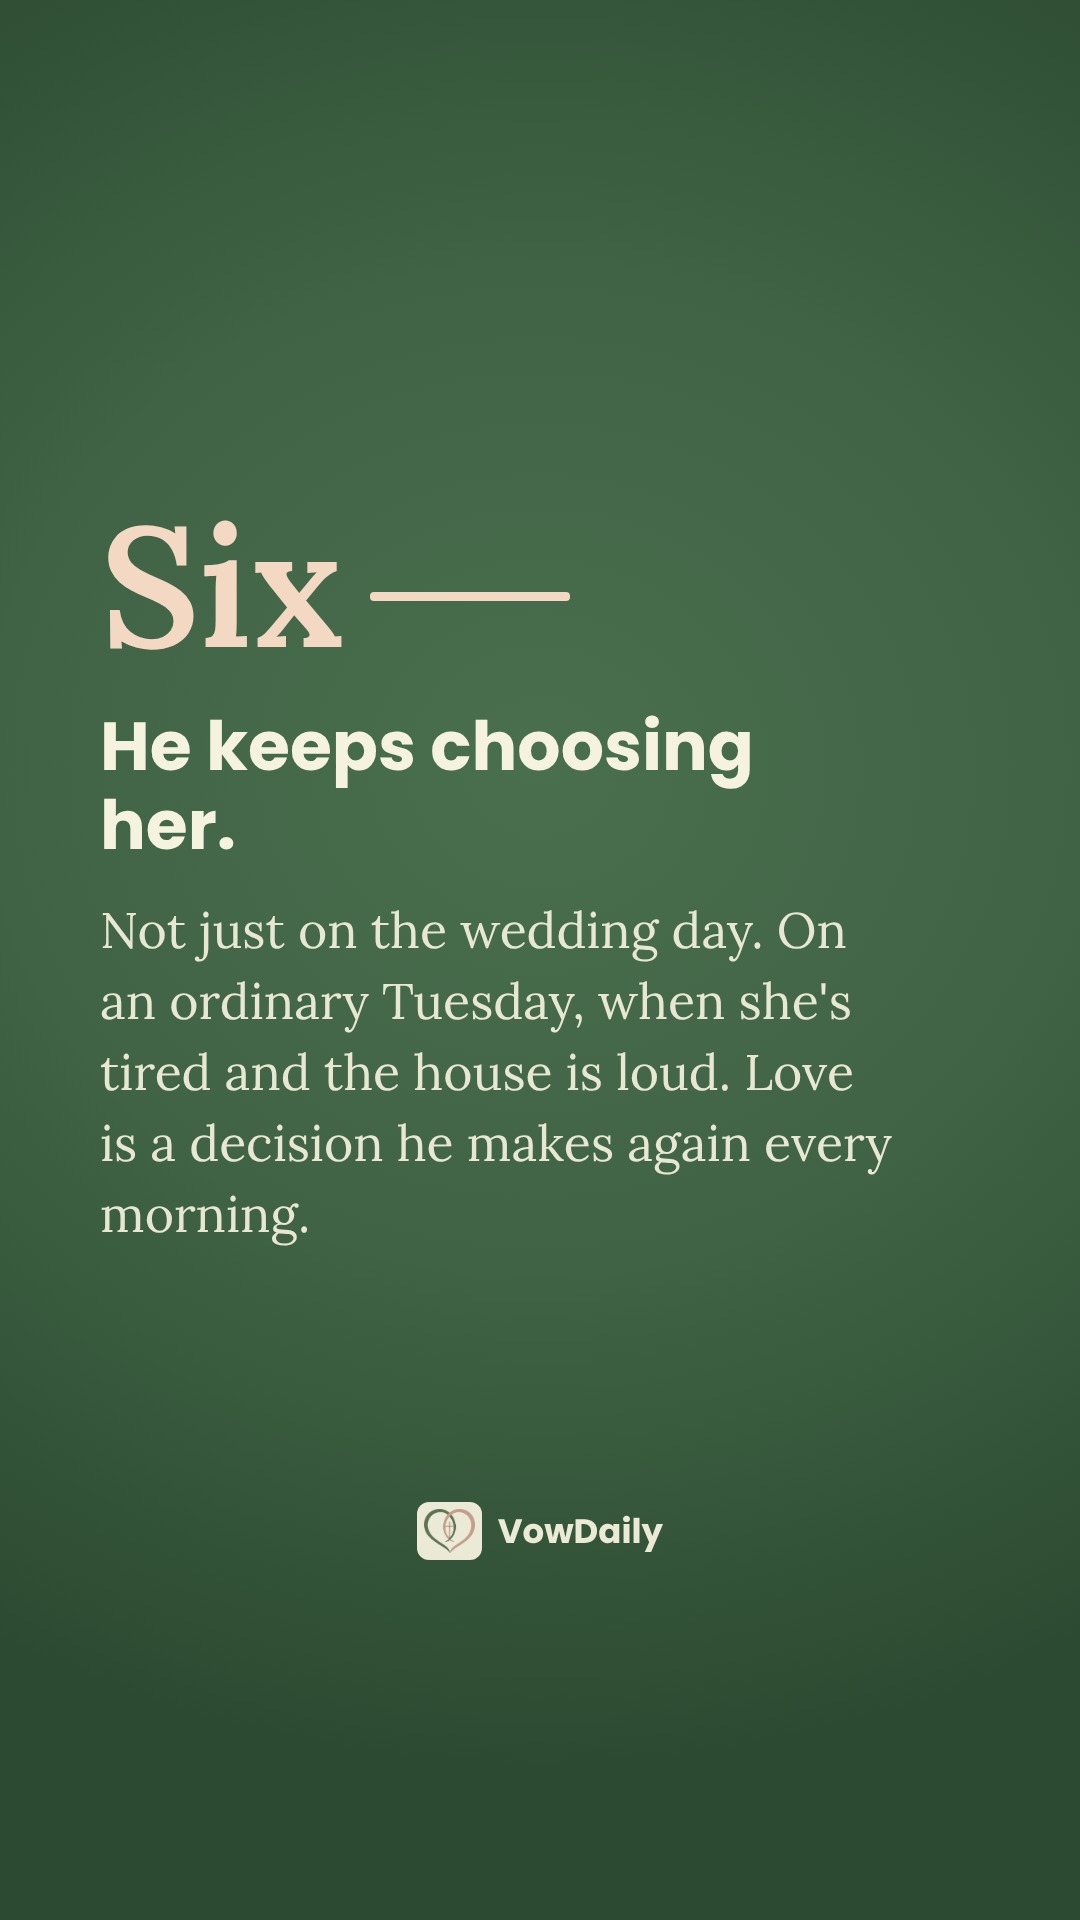 Six
He keeps choosing
her.
Not just on the wedding day. On
an ordinary Tuesday, when she's
tired and the house is loud. Love
is a decision he makes again every
morning.
VowDaily